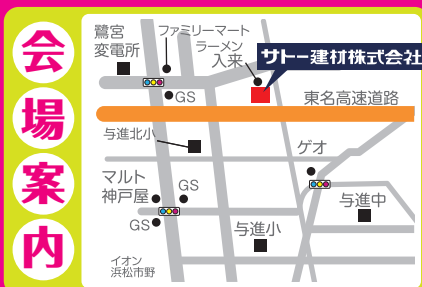 会場案内
鷺宮
変電所
ファミリーマート
ラーメン
入来
サトー建材株式会社
GS
東名高速道路
与進北小
ゲオ
マルト
神戸屋
GS
GS
与進中
与進小
イオン
浜松市野